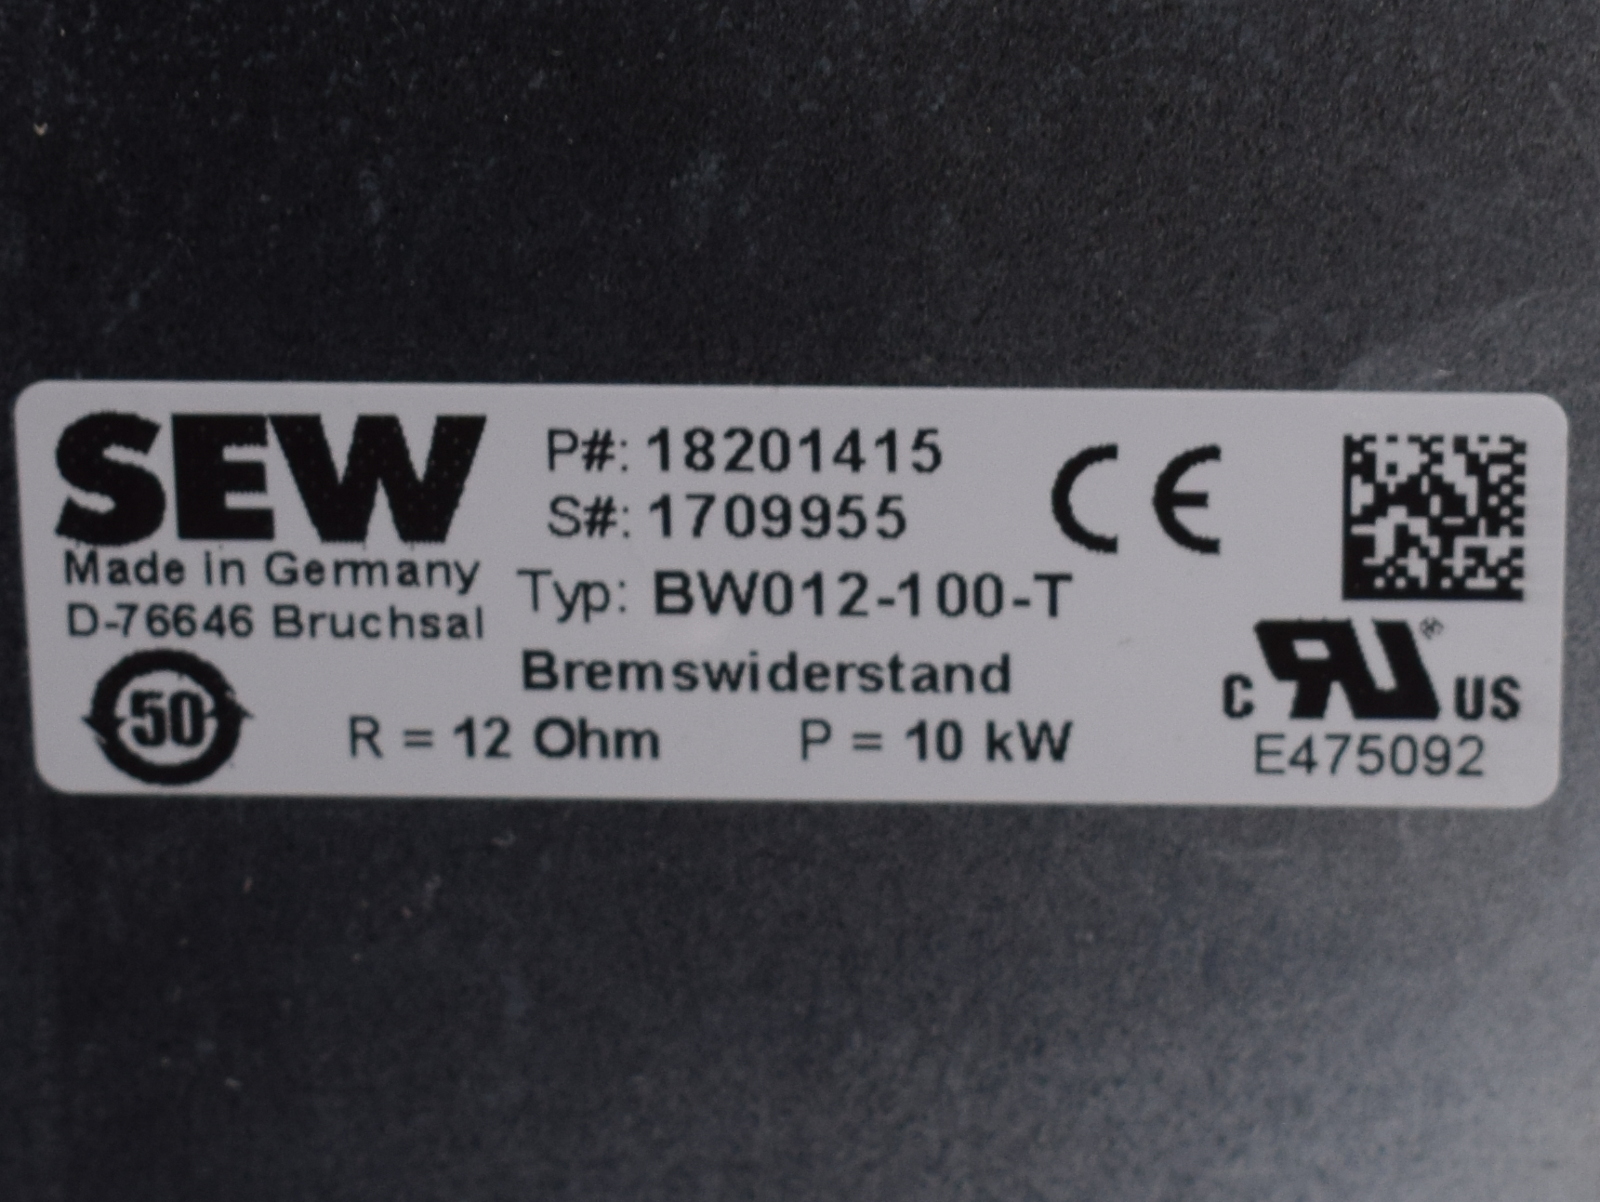 SEW
Made in Germany
D-76646 Bruchsal
P#: 18201415
S#: 1709955
Typ: BW012-100-T
Bremswiderstand
R = 12 Ohm P = 10 kW
50
CE
C RU US ®
E475092